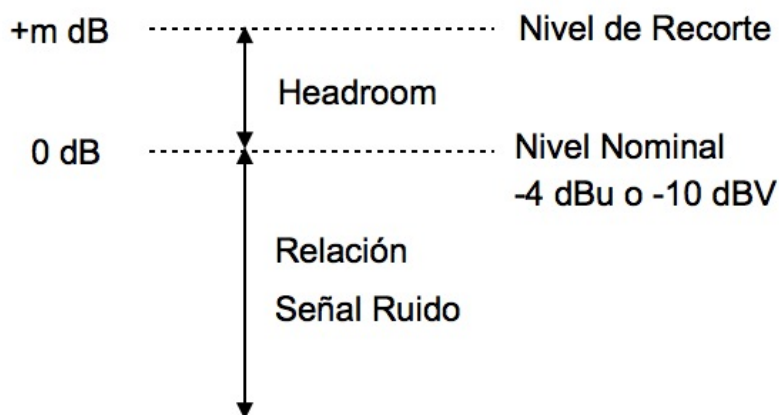 +m dB
Nivel de Recorte
Headroom
0 dB
Nivel Nominal
-4 dBu o -10 dBV
Relación
Señal Ruido